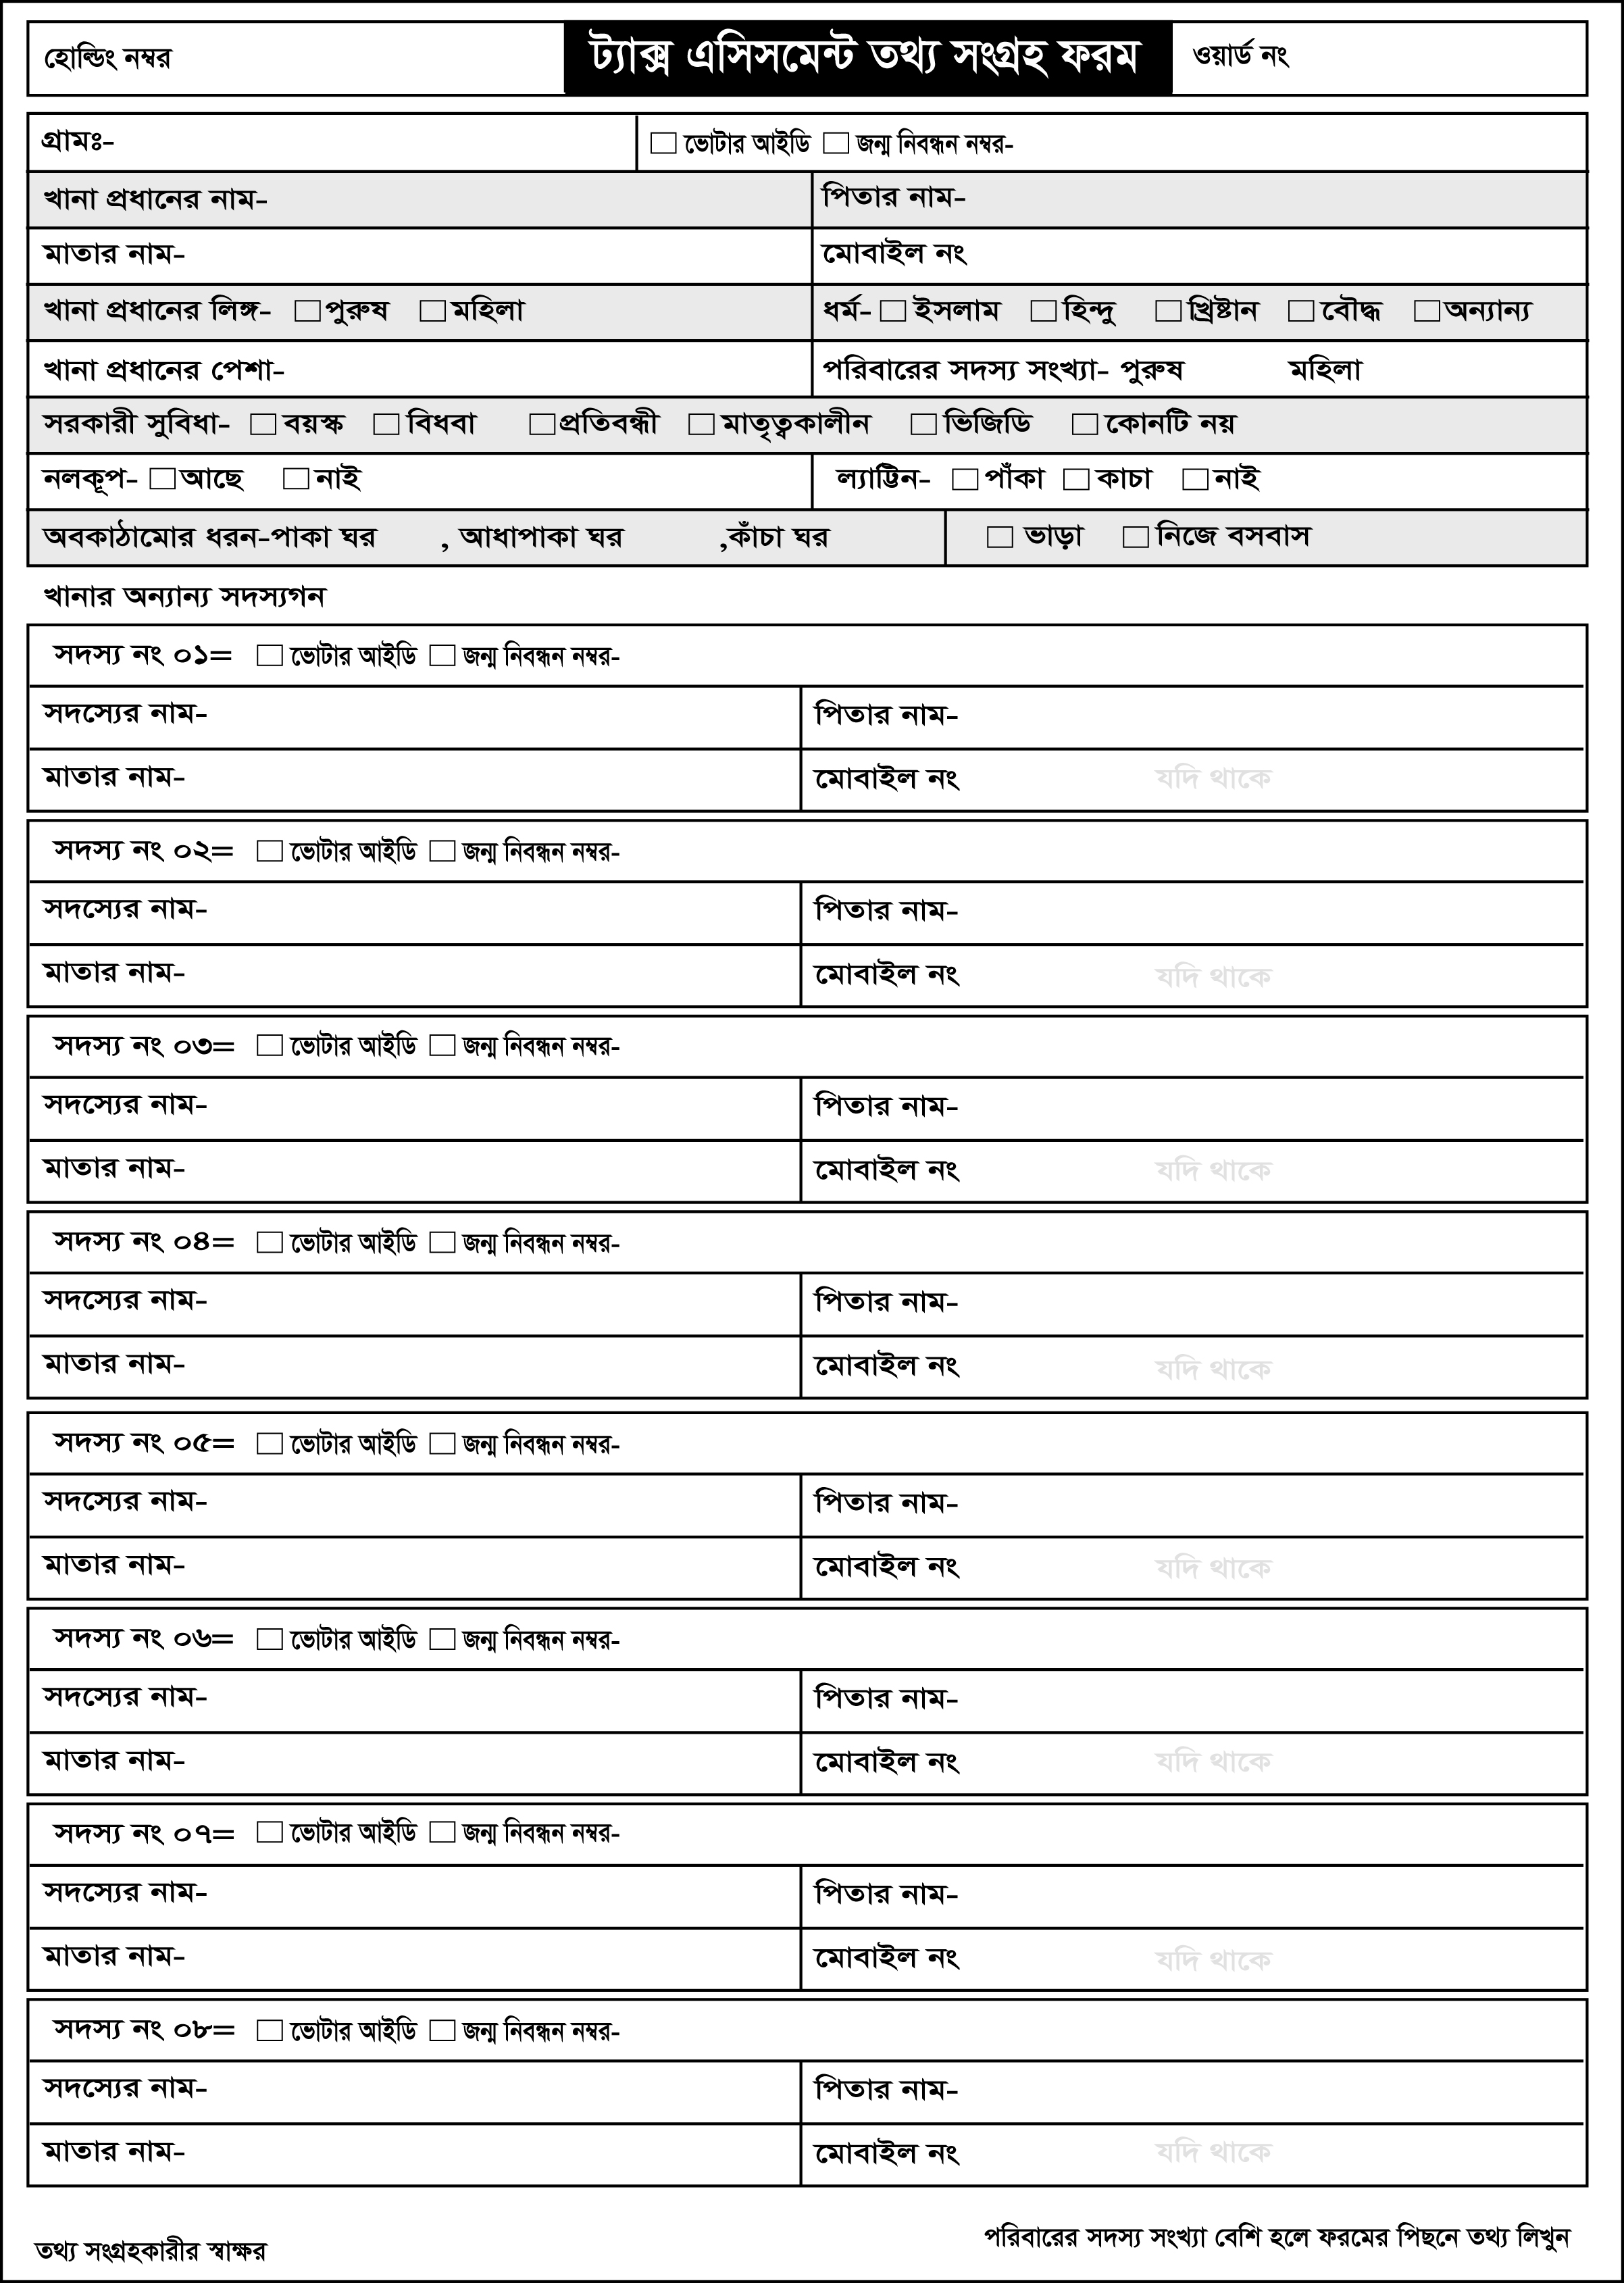 হোল্ডিং নম্বর ট্যাক্স এসিসমেন্ট তথ্য সংগ্রহ ফরম ওয়ার্ড নং
গ্রামঃ- ভোটার আইডি জন্ম নিবন্ধন নম্বর-
খানা প্রধানের নাম- পিতার নাম-
মাতার নাম- মোবাইল নং
খানা প্রধানের লিঙ্গ- পুরুষ মহিলা ধর্ম- ইসলাম হিন্দু খ্রিষ্টান বৌদ্ধ অন্যান্য
খানা প্রধানের পেশা- পরিবারের সদস্য সংখ্যা- পুরুষ মহিলা
সরকারী সুবিধা- বয়স্ক বিধবা প্রতিবন্ধী মাতৃত্বকালীন ভিজিডি কোনটি নয়
নলকূপ- আছে নাই ল্যাট্টিন- পাঁকা কাচা নাই
অবকাঠামোর ধরন-পাকা ঘর , আধাপাকা ঘর ,কাঁচা ঘর ভাড়া নিজে বসবাস
খানার অন্যান্য সদস্যগন
সদস্য নং ০১= ভোটার আইডি জন্ম নিবন্ধন নম্বর-
সদস্যের নাম- পিতার নাম-
মাতার নাম- মোবাইল নং যদি থাকে
সদস্য নং ০২= ভোটার আইডি জন্ম নিবন্ধন নম্বর-
সদস্যের নাম- পিতার নাম-
মাতার নাম- মোবাইল নং যদি থাকে
সদস্য নং ০৩= ভোটার আইডি জন্ম নিবন্ধন নম্বর-
সদস্যের নাম- পিতার নাম-
মাতার নাম- মোবাইল নং যদি থাকে
সদস্য নং ০৪= ভোটার আইডি জন্ম নিবন্ধন নম্বর-
সদস্যের নাম- পিতার নাম-
মাতার নাম- মোবাইল নং যদি থাকে
সদস্য নং ০৫= ভোটার আইডি জন্ম নিবন্ধন নম্বর-
সদস্যের নাম- পিতার নাম-
মাতার নাম- মোবাইল নং যদি থাকে
সদস্য নং ০৬= ভোটার আইডি জন্ম নিবন্ধন নম্বর-
সদস্যের নাম- পিতার নাম-
মাতার নাম- মোবাইল নং যদি থাকে
সদস্য নং ০৭= ভোটার আইডি জন্ম নিবন্ধন নম্বর-
সদস্যের নাম- পিতার নাম-
মাতার নাম- মোবাইল নং যদি থাকে
সদস্য নং ০৮= ভোটার আইডি জন্ম নিবন্ধন নম্বর-
সদস্যের নাম- পিতার নাম-
মাতার নাম- মোবাইল নং যদি থাকে
তথ্য সংগ্রহকারীর স্বাক্ষর পরিবারের সদস্য সংখ্যা বেশি হলে ফরমের পিছনে তথ্য লিখুন